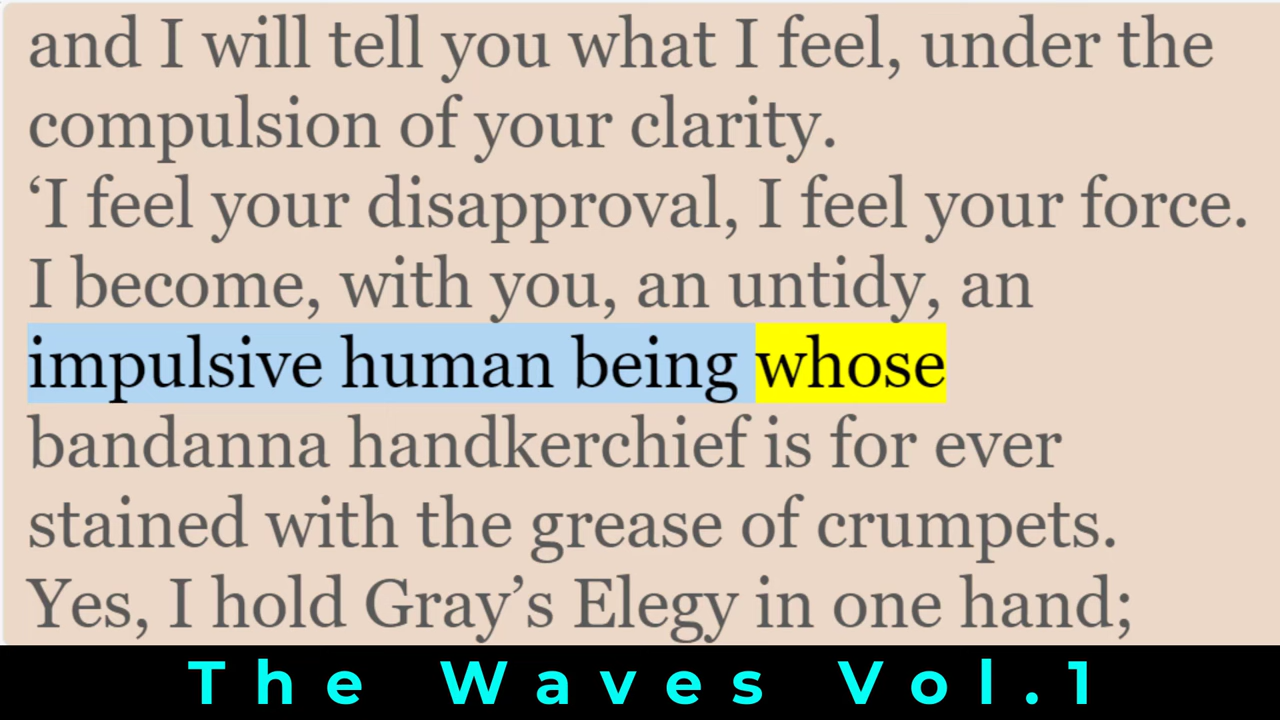 and I will tell you what I feel, under the
compulsion of your clarity.
‘I feel your disapproval, I feel your force.
I become, with you, an untidy, an
impulsive human being whose
bandanna handkerchief is for ever
stained with the grease of crumpets.
Yes, I hold Gray’s Elegy in one hand;
The Waves Vol.1